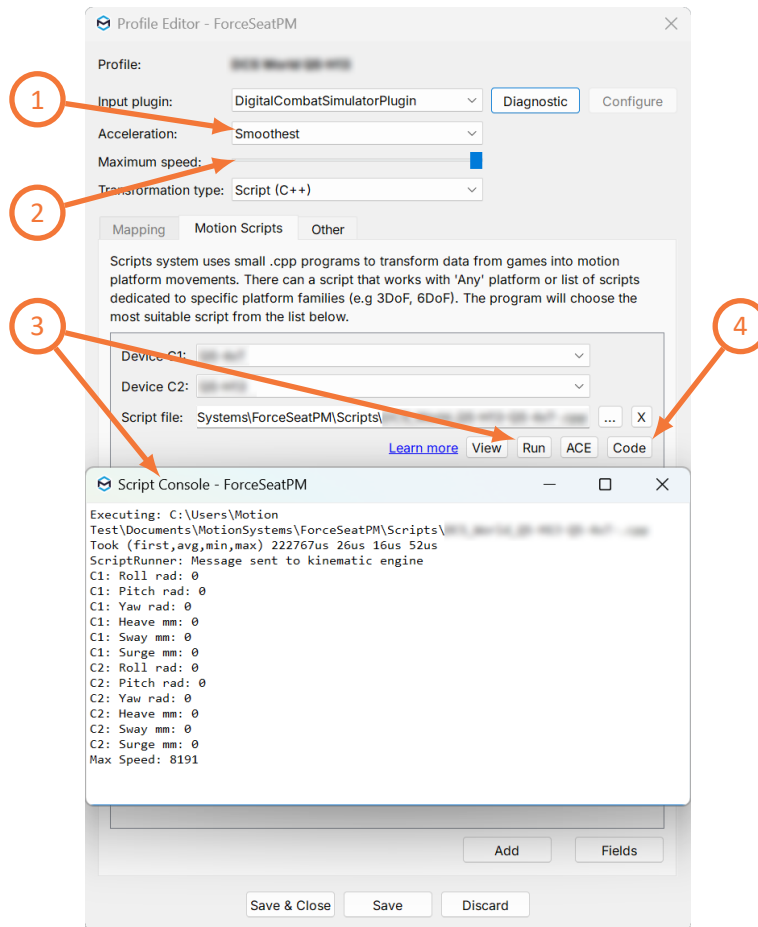 Profile Editor - ForceSeatPM
Profile:
1
Input plugin: DigitalCombatSimulatorPlugin Diagnostic Configure
Acceleration: Smoothest
Maximum speed:
2
Transformation type: Script (C++)
Mapping Motion Scripts Other
Scripts system uses small .cpp programs to transform data from games into motion
platform movements. There can a script that works with 'Any' platform or list of scripts
dedicated to specific platform families (e.g 3DoF, 6DoF). The program will choose the
most suitable script from the list below.
3
4
Device C1:
Device C2:
Script file: Systems\ForceSeatPM\Scripts\ ... X
Learn more View Run ACE Code
Script Console - ForceSeatPM
Executing: C:\Users\Motion
Test\Documents\MotionSystems\ForceSeatPM\Scripts\
Took (first,avg,min,max) 222767us 26us 16us 52us
ScriptRunner: Message sent to kinematic engine
C1: Roll rad: 0
C1: Pitch rad: 0
C1: Yaw rad: 0
C1: Heave mm: 0
C1: Sway mm: 0
C1: Surge mm: 0
C2: Roll rad: 0
C2: Pitch rad: 0
C2: Yaw rad: 0
C2: Heave mm: 0
C2: Sway mm: 0
C2: Surge mm: 0
Max Speed: 8191
Add Fields
Save & Close Save Discard